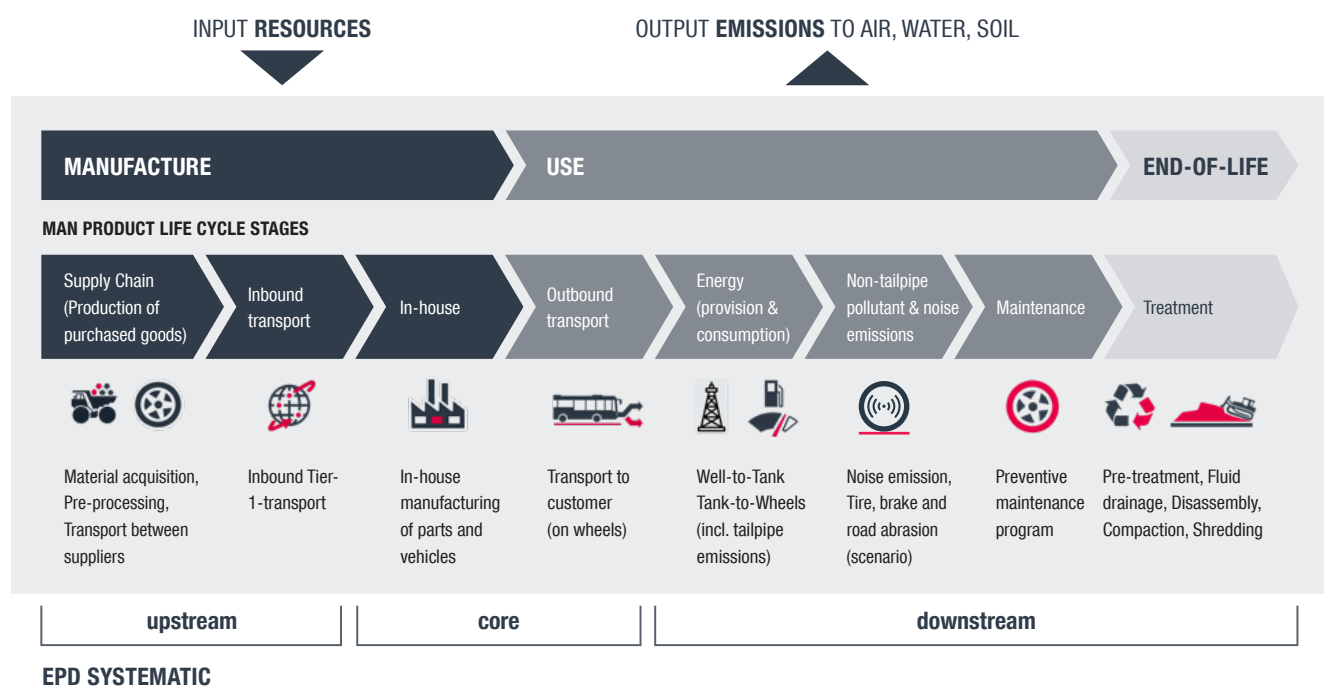 INPUT RESOURCES
OUTPUT EMISSIONS TO AIR, WATER, SOIL
MANUFACTURE
USE
END-OF-LIFE
MAN PRODUCT LIFE CYCLE STAGES
Supply Chain
(Production of
purchased goods)
Inbound
transport
In-house
Outbound
transport
Energy
(provision &
consumption)
Non-tailpipe
pollutant & noise
emissions
Maintenance
Treatment
Material acquisition,
Pre-processing,
Transport between
suppliers
Inbound Tier-
1-transport
In-house
manufacturing
of parts and
vehicles
Transport to
customer
(on wheels)
Well-to-Tank
Tank-to-Wheels
(incl. tailpipe
emissions)
Noise emission,
Tire, brake and
road abrasion
(scenario)
Preventive
maintenance
program
Pre-treatment, Fluid
drainage, Disassembly,
Compaction, Shredding
upstream
core
downstream
EPD SYSTEMATIC